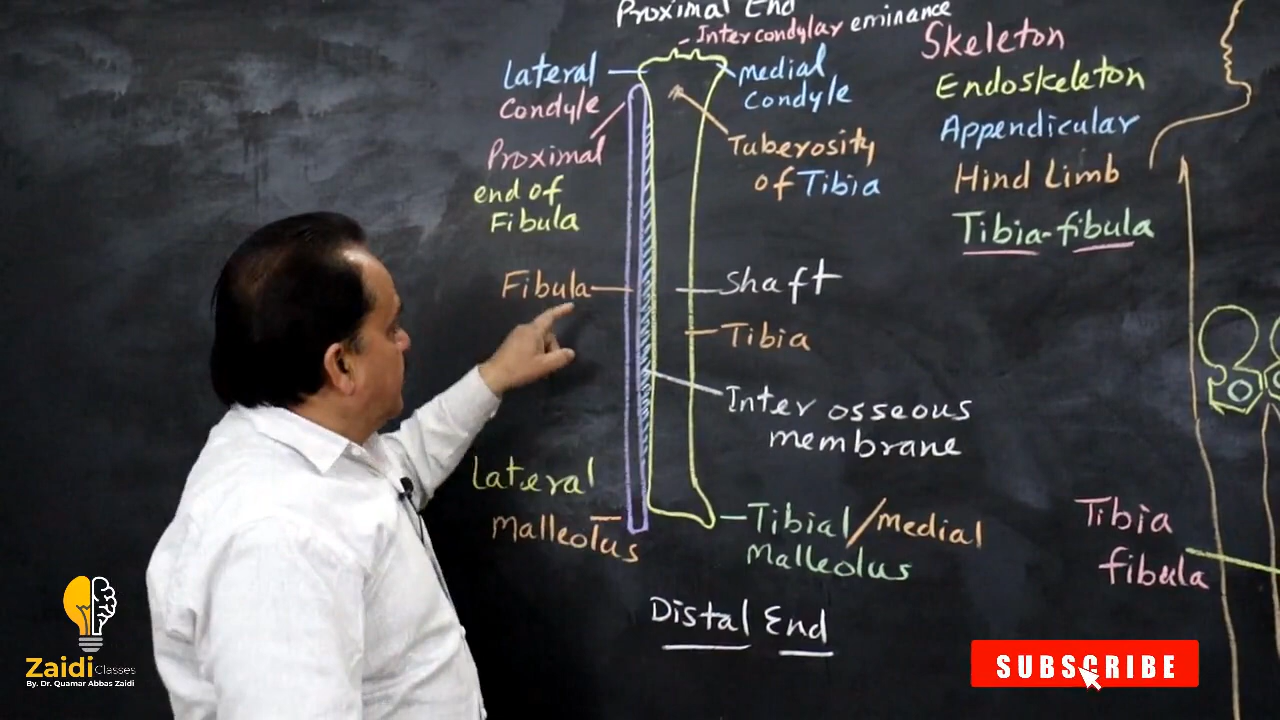 Proximal End
Intercondylar eminance
Lateral
Condyle
Medial
Condyle
Proximal
end of
Fibula
Tuberosity
of Tibia
Fibula
Shaft
Tibia
Inter osseous
membrane
Lateral
Malleolus
Tibial/Medial
Malleolus
Distal End
Skeleton
Endoskeleton
Appendicular
Hind Limb
Tibia-fibula
Tibia
fibula
Zaidi Classes
By. Dr. Quamar Abbas Zaidi
SUBSCRIBE